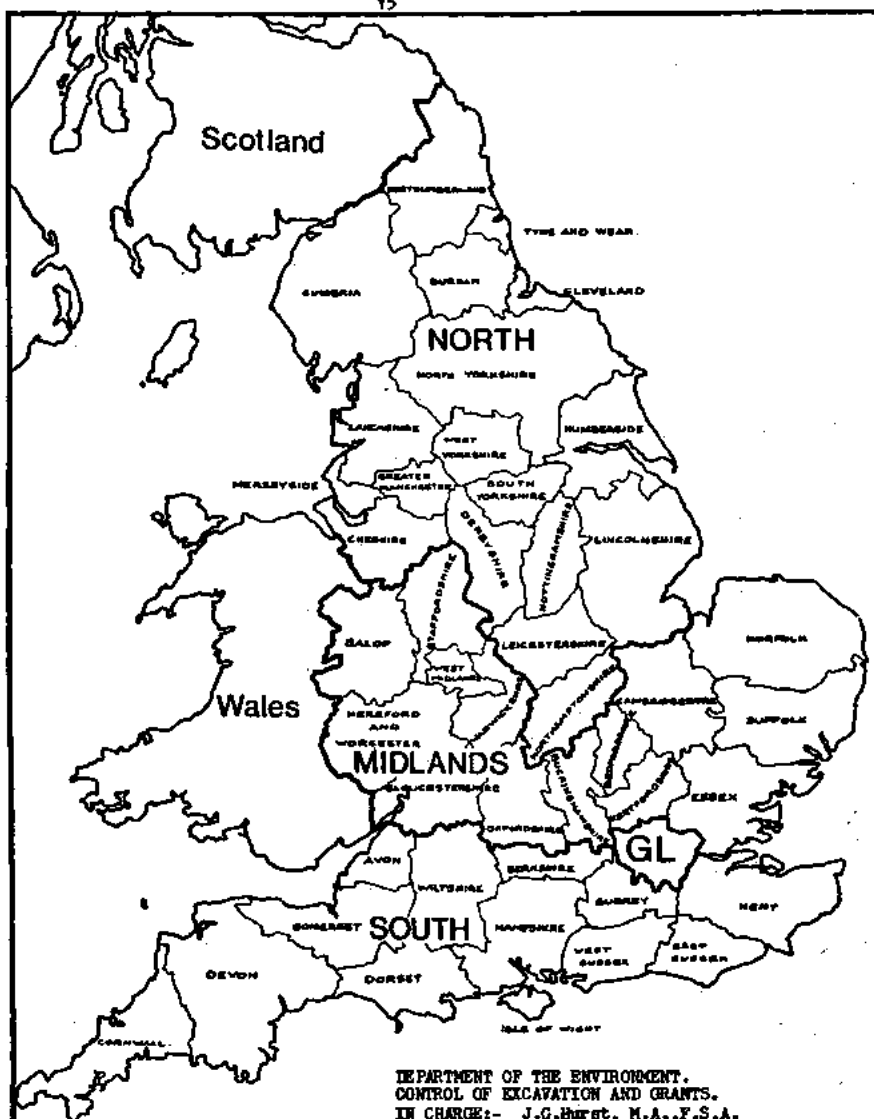 Scotland
NORTHUMBERLAND
TYNE AND WEAR.
CUMBRIA
DURHAM
CLEVELAND
NORTH
NORTH YORKSHIRE
LANCASHIRE
WEST
YORKSHIRE
HUMBERSIDE
MERSEYSIDE
GREATER
MANCHESTER
SOUTH
YORKSHIRE
CHESHIRE
DERBYSHIRE
NOTTINGHAMSHIRE
LINCOLNSHIRE
STAFFORDSHIRE
SALOP
LEICESTERSHIRE
NORFOLK
WEST
MIDLANDS
CAMBRIDGESHIRE
Wales
HEREFORD
AND
WORCESTER
NORTHAMPTONSHIRE
SUFFOLK
MIDLANDS
GLOUCESTERSHIRE
BUCKINGHAMSHIRE
HERTFORDSHIRE
ESSEX
OXFORDSHIRE
GL
AVON
WILTSHIRE
BERKSHIRE
SURREY
KENT
SOMERSET
SOUTH
HAMPSHIRE
WEST
SUSSEX
EAST
SUSSEX
DEVON
DORSET
ISLE OF WIGHT
CORNWALL.
DEPARTMENT OF THE ENVIRONMENT.
CONTROL OF EXCAVATION AND GRANTS.
IN CHARGE:- J.G.Hurst, M.A.,F.S.A.